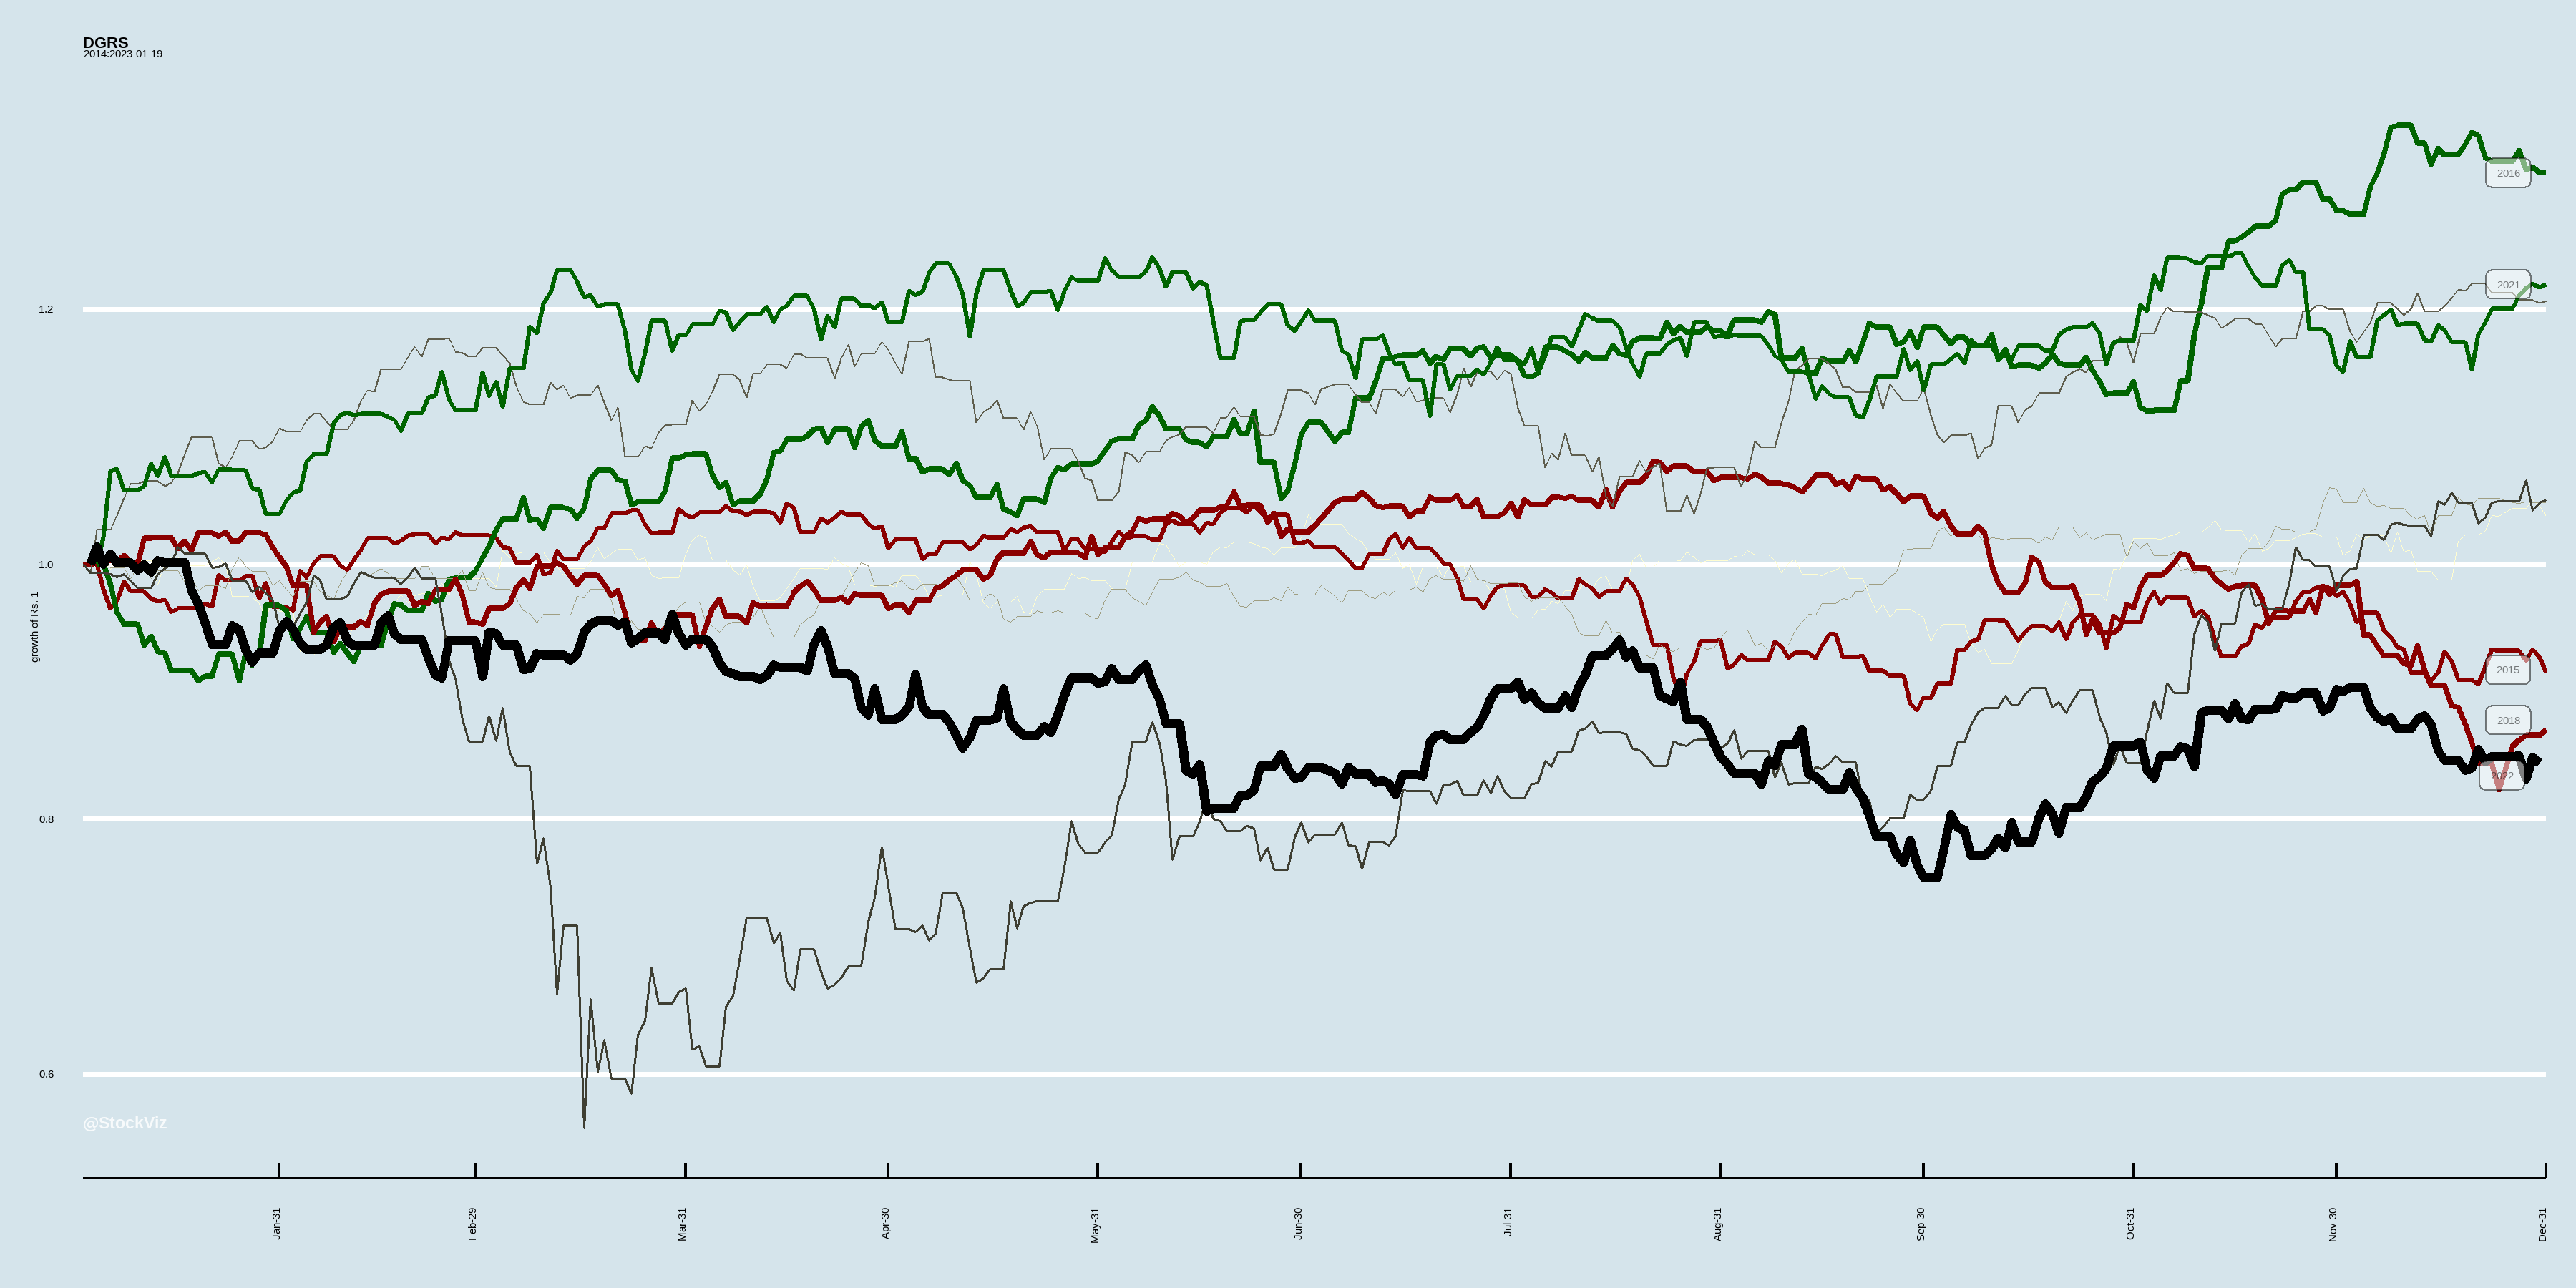 DGRS
2014:2023-01-19
2016
2021
1.2
1.0
growth of Rs. 1
2015
2018
2022
0.8
0.6
@StockViz
Jan-31
Feb-29
Mar-31
Apr-30
May-31
Jun-30
Jul-31
Aug-31
Sep-30
Oct-31
Nov-30
Dec-31